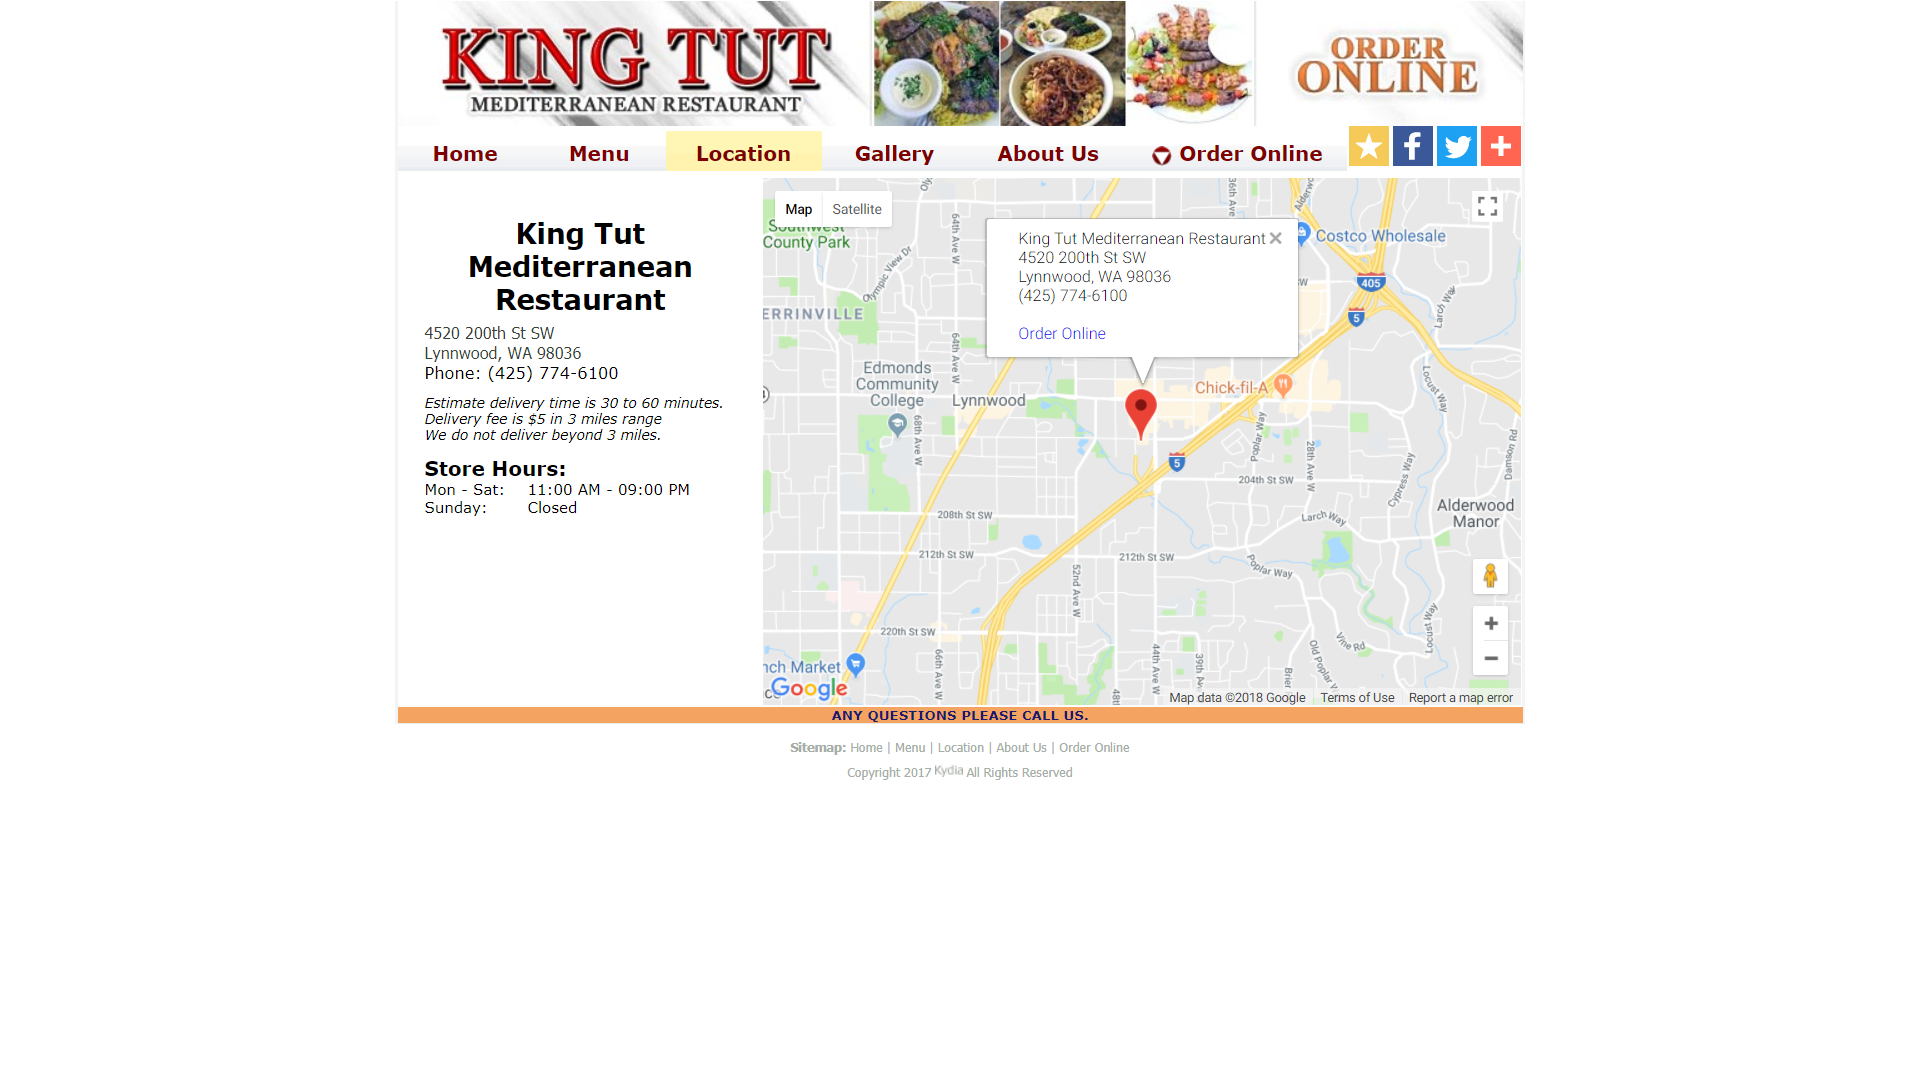 KING TUT
MEDITERRANEAN RESTAURANT
ORDER
ONLINE
Home
Menu
Location
Gallery
About Us
Order Online
King Tut
Mediterranean
Restaurant
4520 200th St SW
Lynnwood, WA 98036
Phone: (425) 774-6100
Estimate delivery time is 30 to 60 minutes.
Delivery fee is $5 in 3 miles range
We do not deliver beyond 3 miles.
Store Hours:
Mon - Sat: 11:00 AM - 09:00 PM
Sunday: Closed
Map
Satellite
Southwest
County Park
Olympic View Dr
64th Ave W
36th Ave W
King Tut Mediterranean Restaurant
4520 200th St SW
Lynnwood, WA 98036
(425) 774-6100
Order Online
Costco Wholesale
405
5
Larch Way
ERRINVILLE
64th Ave W
Edmonds
Community
College
Lynnwood
Chick-fil-A
Locust Way
68th Ave W
Poplar Way
28th Ave W
5
204th St SW
Cypress Way
Damson Rd
Alderwood
Manor
208th St SW
Larch Way
212th St SW
212th St SW
Poplar Way
52nd Ave W
220th St SW
66th Ave W
44th Ave W
39th A
48t
Brier
Old Poplar W
Vine Rd
Locust Way
nch Market
Google
Map data ©2018 Google
Terms of Use
Report a map error
ANY QUESTIONS PLEASE CALL US.
Sitemap: Home | Menu | Location | About Us | Order Online
Copyright 2017 Kydia All Rights Reserved